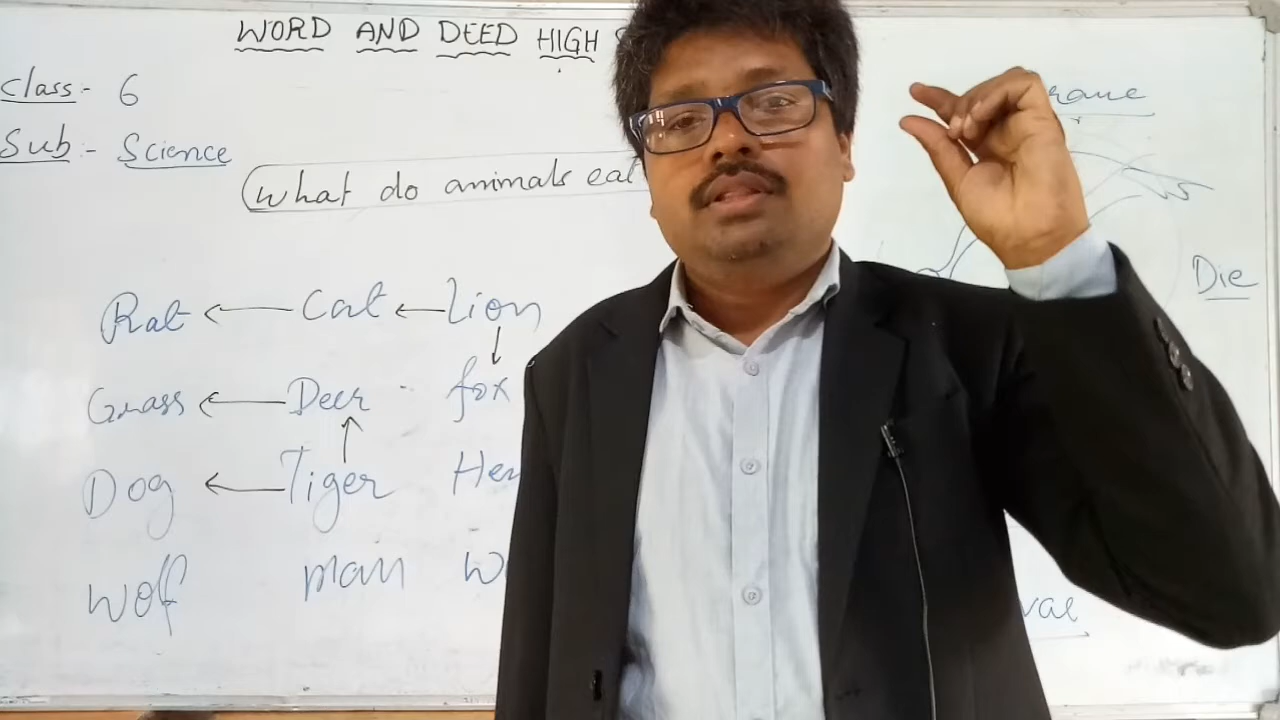 WORD AND DEED HIGH
Class:- 6
Sub:- Science
What do animals eat
Rat ← Cat ← Lion
Grass ← Deer fox
Dog ← Tiger
Wolf man
Die